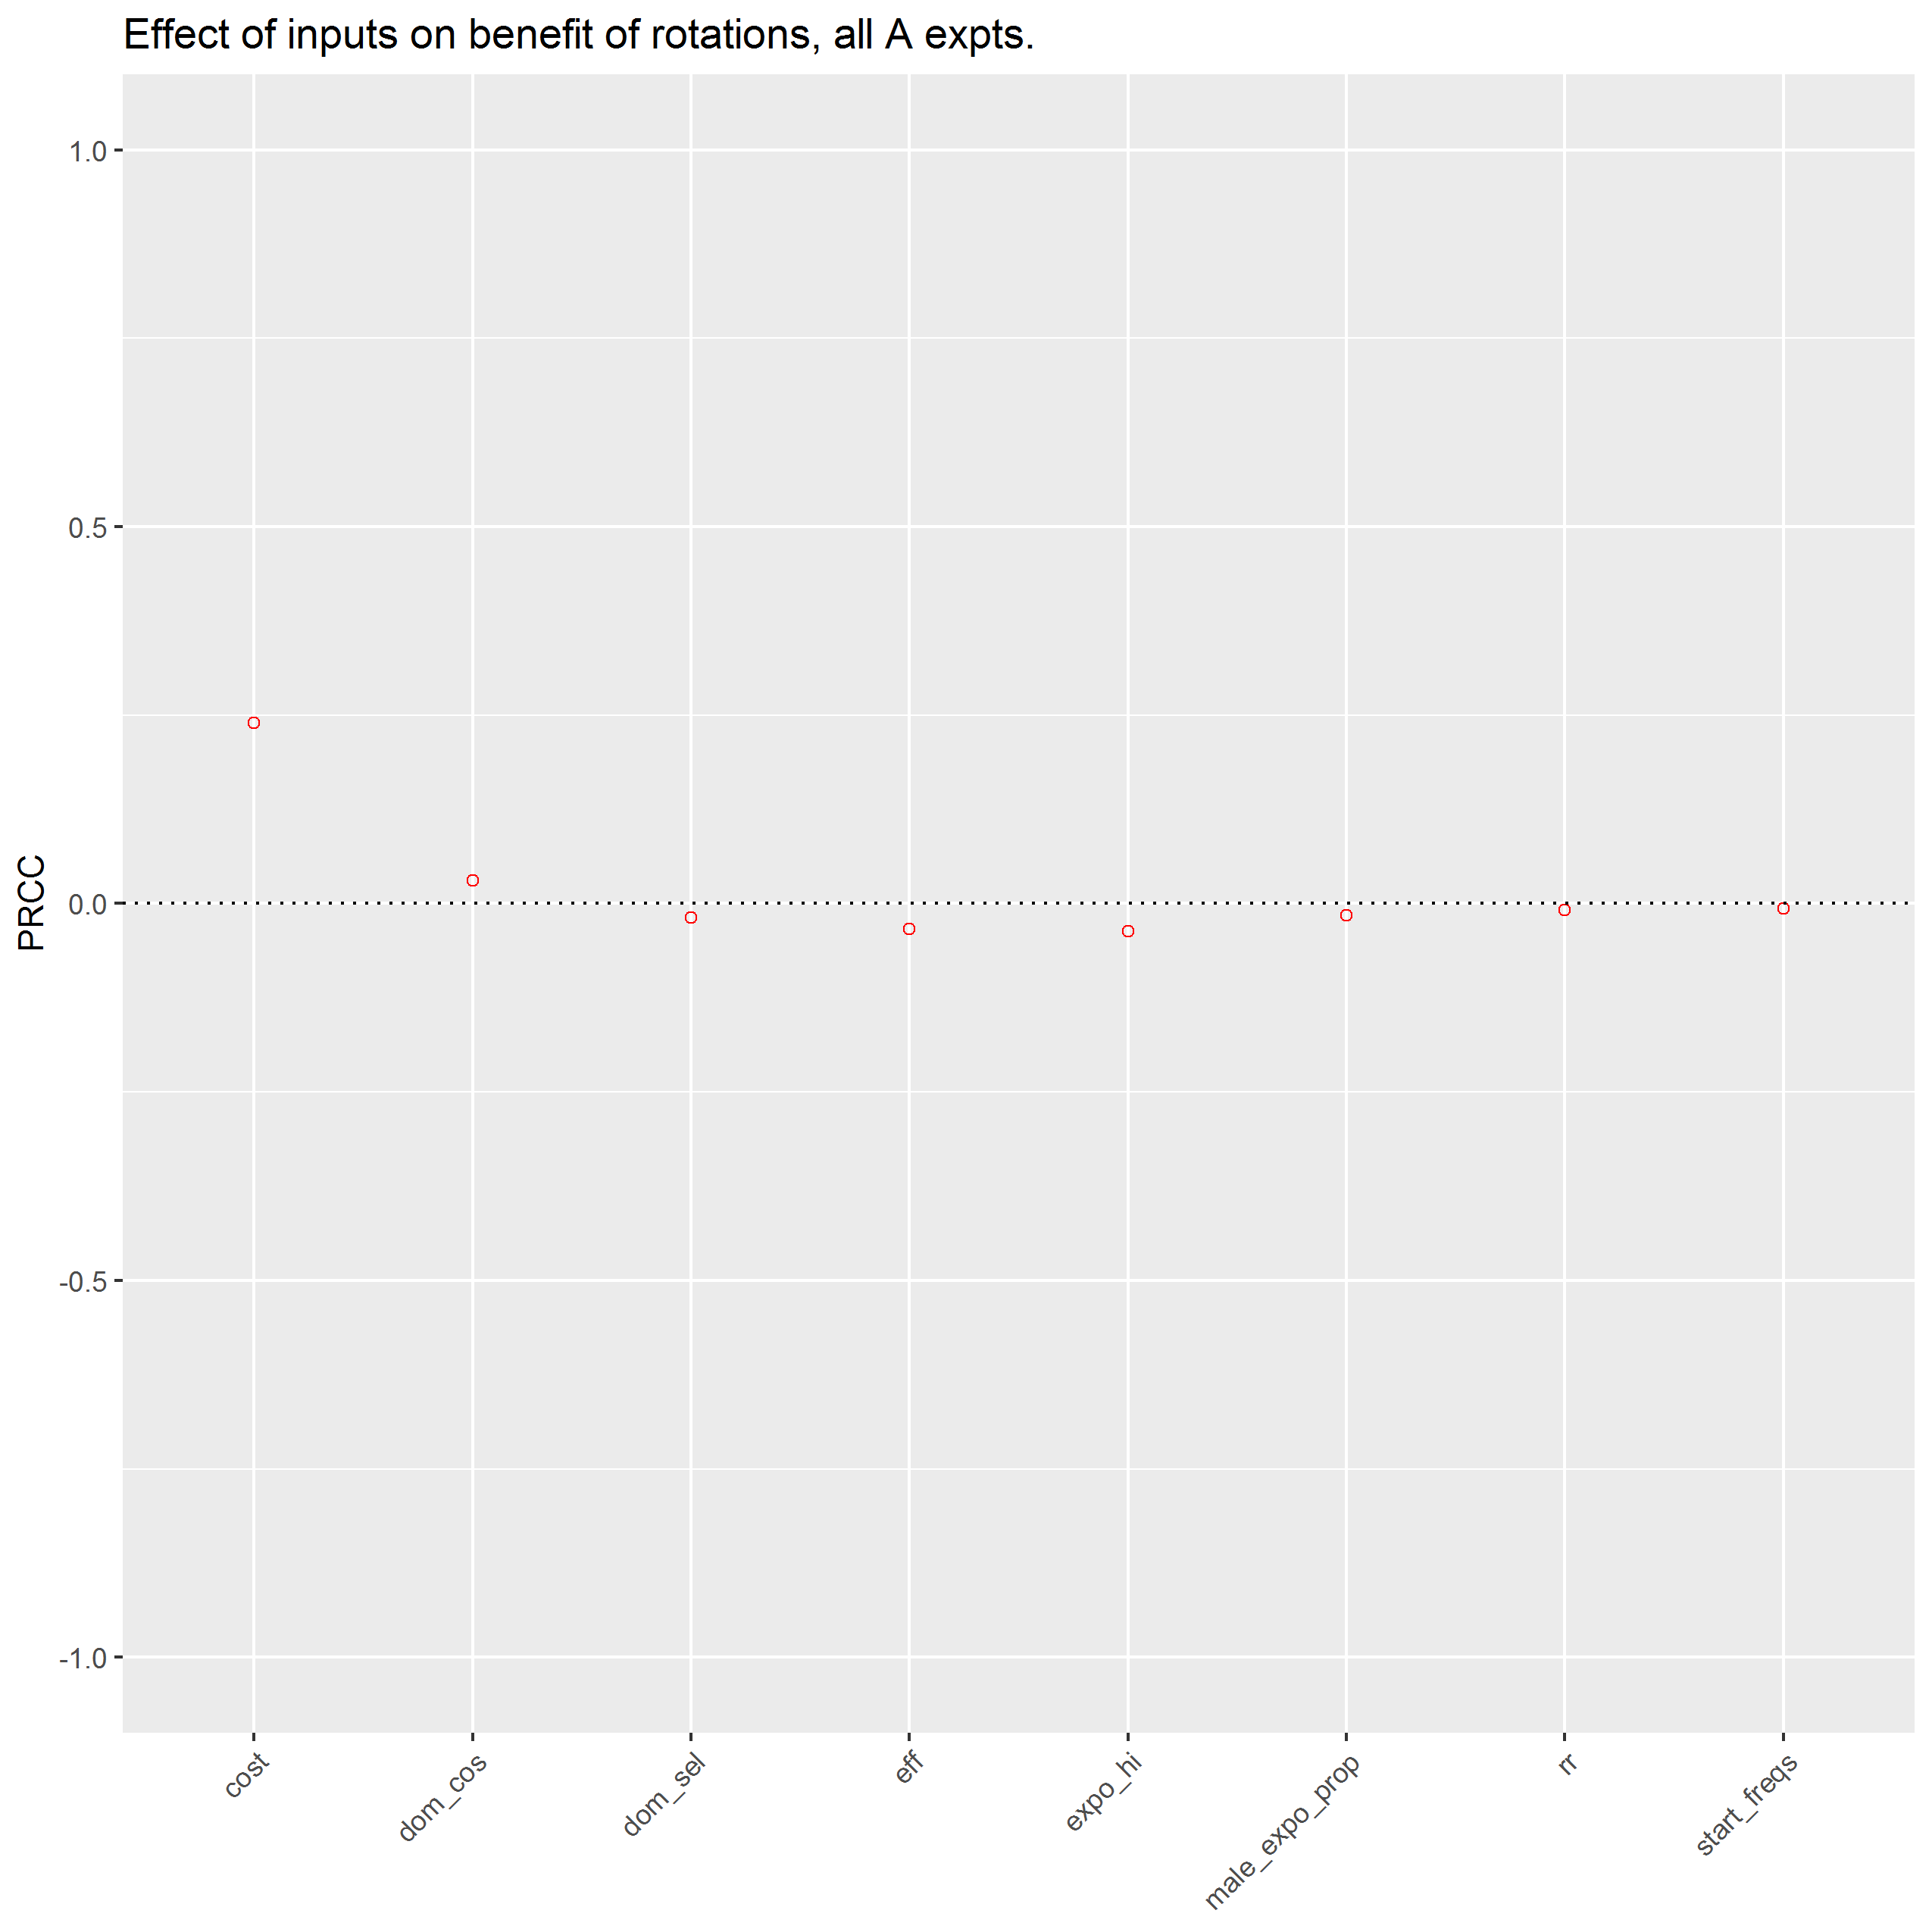 Effect of inputs on benefit of rotations, all A expts.
1.0
0.5
0.0
-0.5
-1.0
PRCC
cost
dom_cos
dom_sel
eff
expo_hi
male_expo_prop
rr
start_freqs